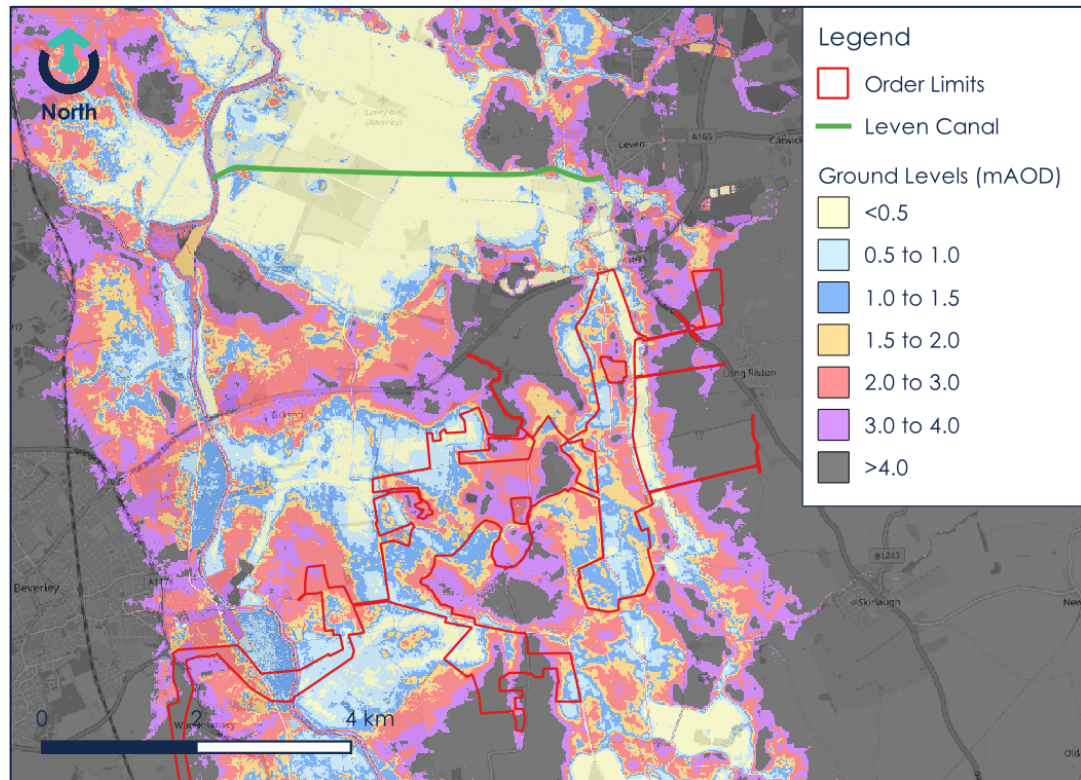 North
Leven
A165
Catwick
Long Riston
Tickton
Beverley
B1243
Skirlaugh
0
2
4 km
Legend
Order Limits
Leven Canal
Ground Levels (mAOD)
<0.5
0.5 to 1.0
1.0 to 1.5
1.5 to 2.0
2.0 to 3.0
3.0 to 4.0
>4.0